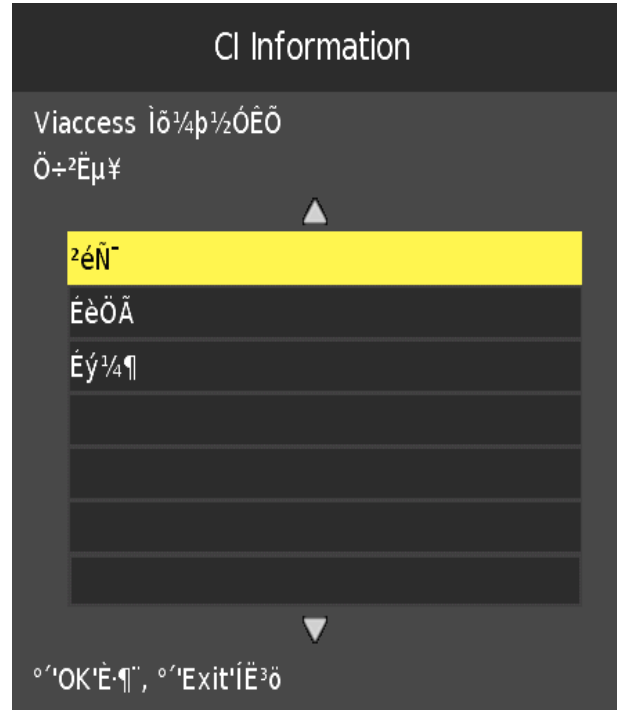 CI Information
Viaccess Ìõ¼þ½ÓÊÕ
Ö÷²Ëµ¥
²éÑ¯
ÉèÖÃ
Éý¼¶
°´'OK'È·¶¨, °´'Exit'ÍË³ö